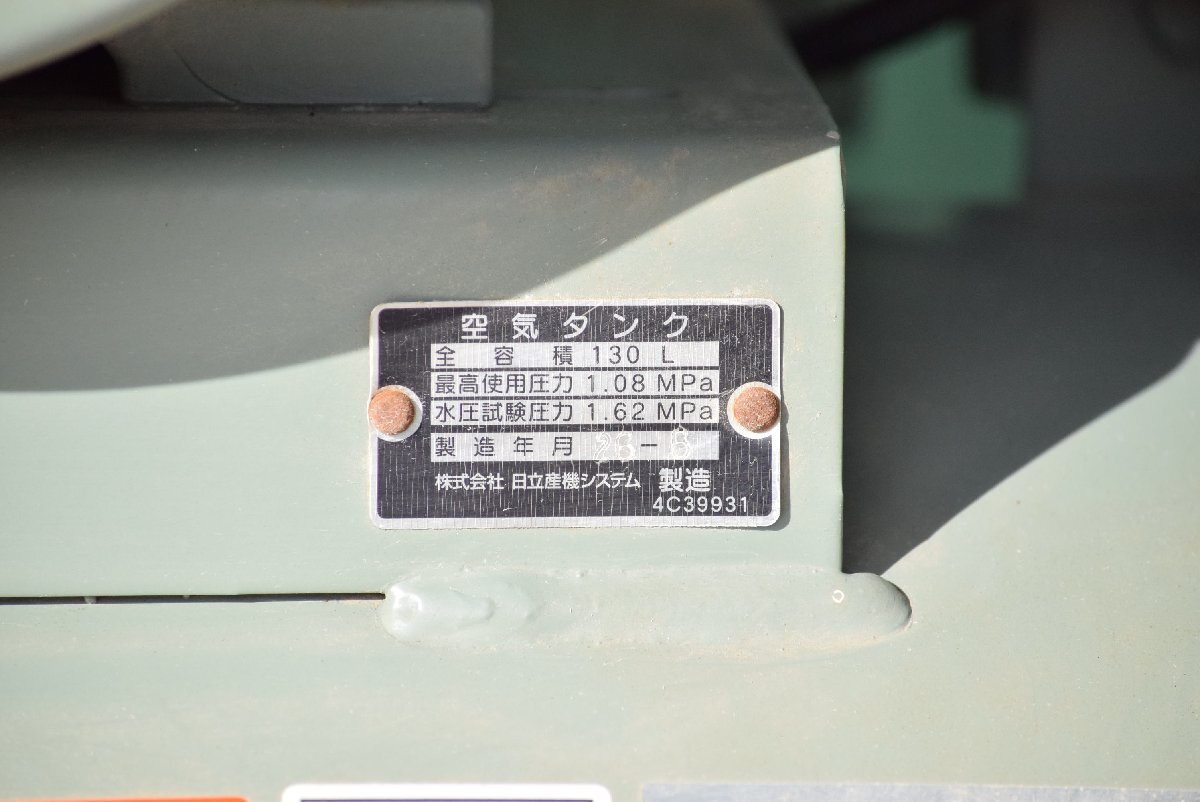 空気タンク
全容積 130 L
最高使用圧力 1.08 MPa
水圧試験圧力 1.62 MPa
製造年月 23-8
株式会社 日立産機システム 製造
4C39931